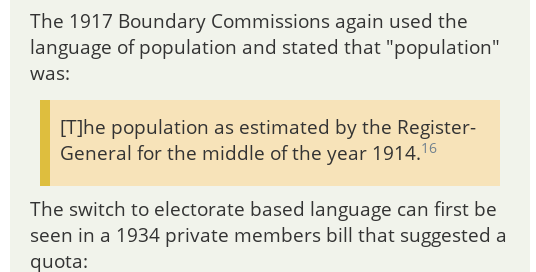 The 1917 Boundary Commissions again used the
language of population and stated that "population"
was:
[T]he population as estimated by the Register-
General for the middle of the year 1914.16
The switch to electorate based language can first be
seen in a 1934 private members bill that suggested a
quota: